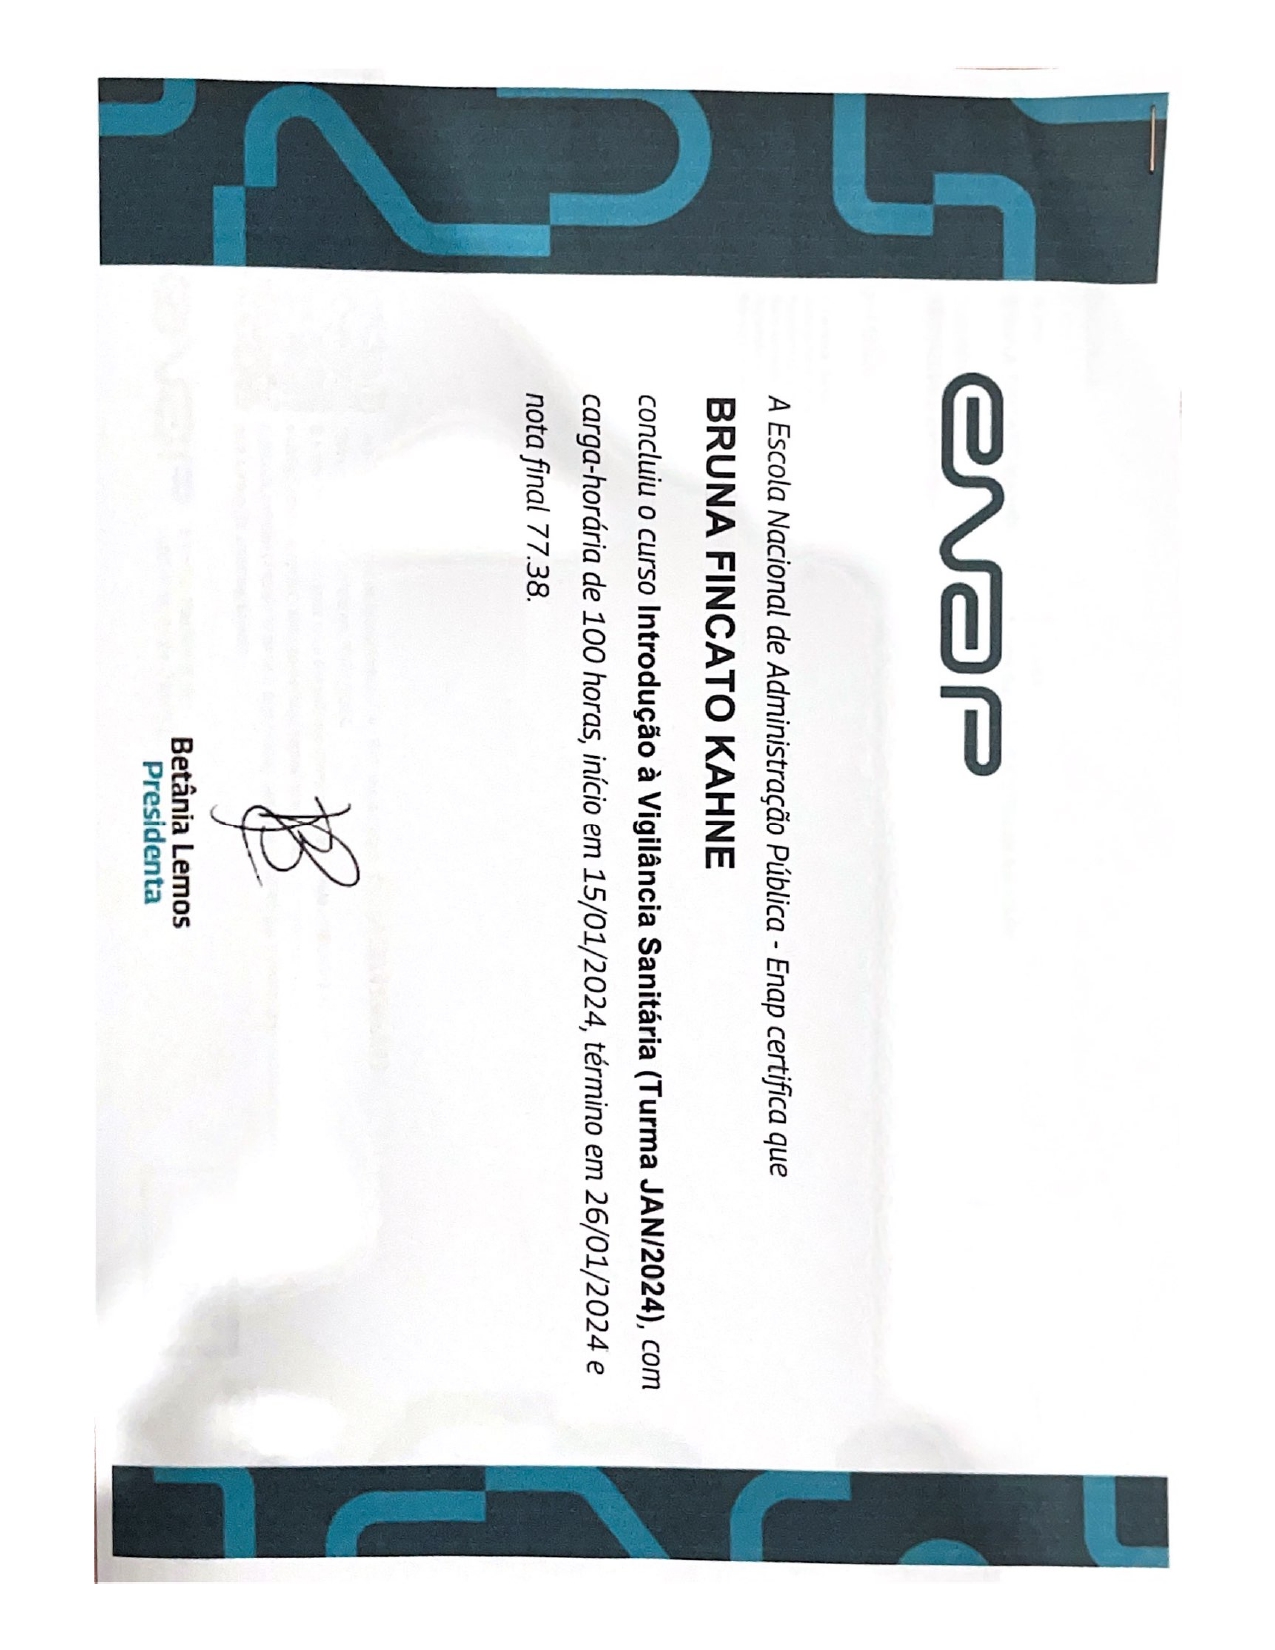 enap
A Escola Nacional de Administração Pública - Enap certifica que
BRUNA FINCATO KAHNE
concluiu o curso Introdução à Vigilância Sanitária (Turma JAN/2024), com
carga-horária de 100 horas, início em 15/01/2024, término em 26/01/2024 e
nota final 77.38.
Betânia Lemos
Presidenta